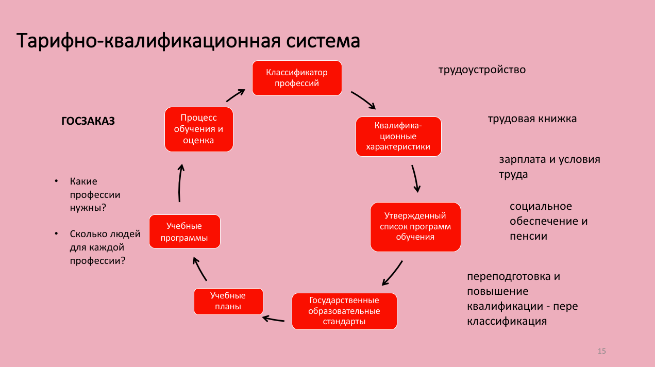 Тарифно-квалификационная система
Классификатор
профессий
трудоустройство
Процесс
обучения и
оценка
ГОСЗАКАЗ
Квалифика-
ционные
характеристики
трудовая книжка
зарплата и условия
труда
• Какие
профессии
нужны?
• Сколько людей
для каждой
профессии?
Учебные
программы
Утвержденный
список программ
обучения
социальное
обеспечение и
пенсии
Учебные
планы
Государственные
образовательные
стандарты
переподготовка и
повышение
квалификации - пере
классификация
15